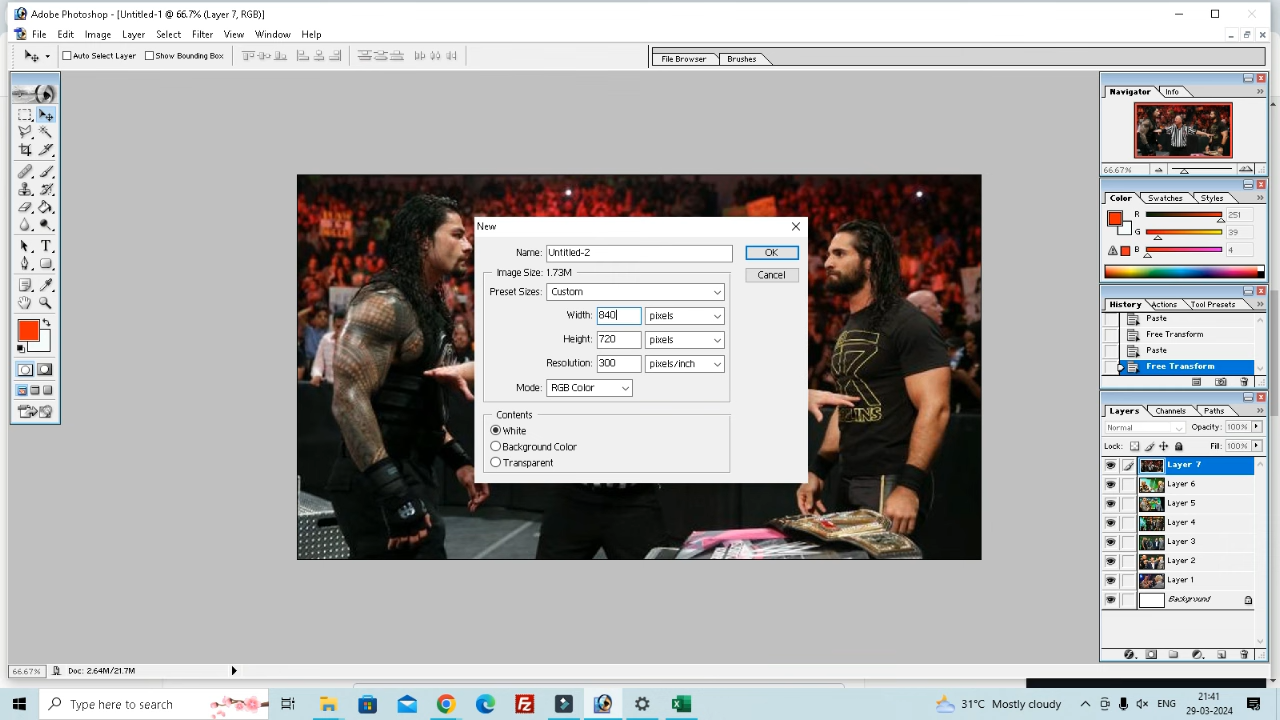 Adobe Photoshop - [Untitled-1 @ 66.7% (Layer 7, RGB)]
File Edit Image Layer Select Filter View Window Help
Auto Select Layer Show Bounding Box File Browser Brushes
Navigator Info
66.67%
Color Swatches Styles
R 251
G 39
B 4
History Actions Tool Presets
Paste
Free Transform
Paste
Free Transform
Layers Channels Paths
Normal Opacity: 100%
Lock: Fill: 100%
Layer 7
Layer 6
Layer 5
Layer 4
Layer 3
Layer 2
Layer 1
Background
New
Name: Untitled-2 OK
Image Size: 1.73M Cancel
Preset Sizes: Custom
Width: 840 pixels
Height: 720 pixels
Resolution: 300 pixels/inch
Mode: RGB Color
Contents
White
Background Color
Transparent
66.67% Doc: 2.64M/21.7M
Type here to search 31°C Mostly cloudy ENG 21:41
29-03-2024